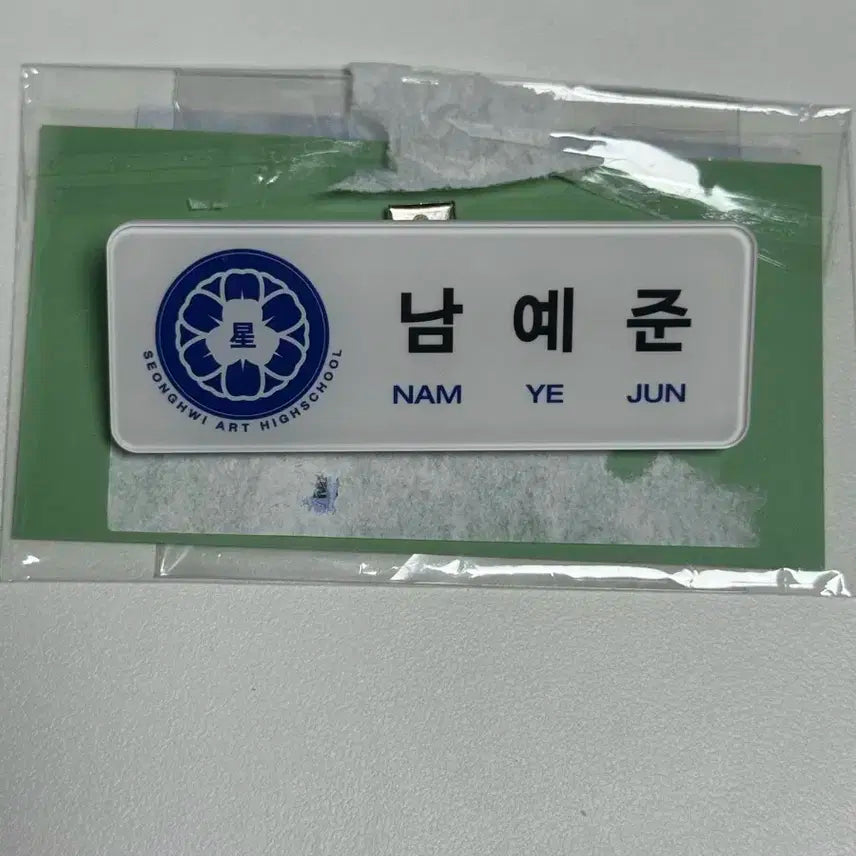 星
SEONGHWI ART HIGHSCHOOL
남 예 준
NAM YE JUN